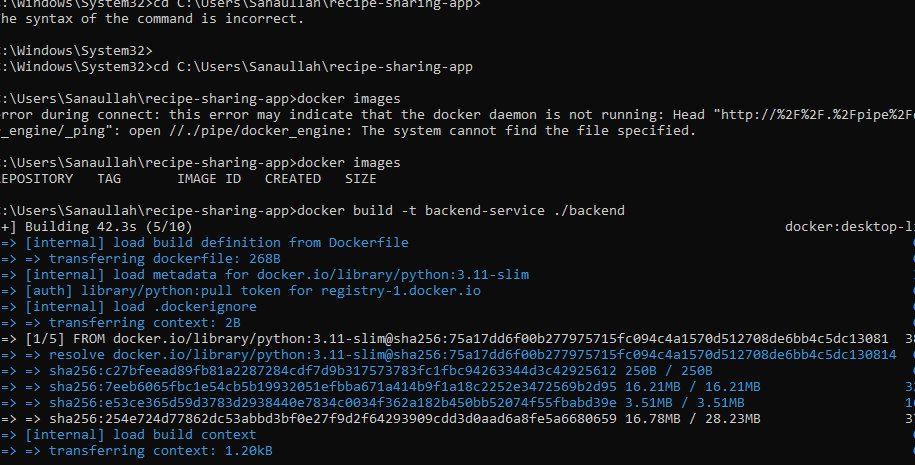 :\Windows\System32>cd C:\Users\Sanaullah\recipe-sharing-app>
he syntax of the command is incorrect.
:\Windows\System32>
:\Windows\System32>cd C:\Users\Sanaullah\recipe-sharing-app
:\Users\Sanaullah\recipe-sharing-app>docker images
rror during connect: this error may indicate that the docker daemon is not running: Head "http://%2F%2F.%2Fpipe%2F
_engine/_ping": open //./pipe/docker_engine: The system cannot find the file specified.
:\Users\Sanaullah\recipe-sharing-app>docker images
EPOSITORY TAG IMAGE ID CREATED SIZE
:\Users\Sanaullah\recipe-sharing-app>docker build -t backend-service ./backend
+] Building 42.3s (5/10) docker:desktop-li
=> [internal] load build definition from Dockerfile
=> => transferring dockerfile: 268B
=> [internal] load metadata for docker.io/library/python:3.11-slim
=> [auth] library/python:pull token for registry-1.docker.io
=> [internal] load .dockerignore
=> => transferring context: 2B
=> [1/5] FROM docker.io/library/python:3.11-slim@sha256:75a17dd6f00b277975715fc094c4a1570d512708de6bb4c5dc13081 3
=> => resolve docker.io/library/python:3.11-slim@sha256:75a17dd6f00b277975715fc094c4a1570d512708de6bb4c5dc130814
=> => sha256:c27bfeead89fb81a2287284cdf7d9b317573783fc1fbc94263344d3c42925612 250B / 250B
=> => sha256:7eeb6065fbc1e54cb5b19932051efbba671a414b9f1a18c2252e3472569b2d95 16.21MB / 16.21MB
=> => sha256:e53ce365d59d3783d2938440e7834c0034f362a182b450bb52074f55fbabd39e 3.51MB / 3.51MB
=> => sha256:254e724d77862dc53abbd3bf0e27f9d2f64293909cdd3d0aad6a8fe5a6680659 16.78MB / 28.23MB
=> [internal] load build context
=> => transferring context: 1.20kB